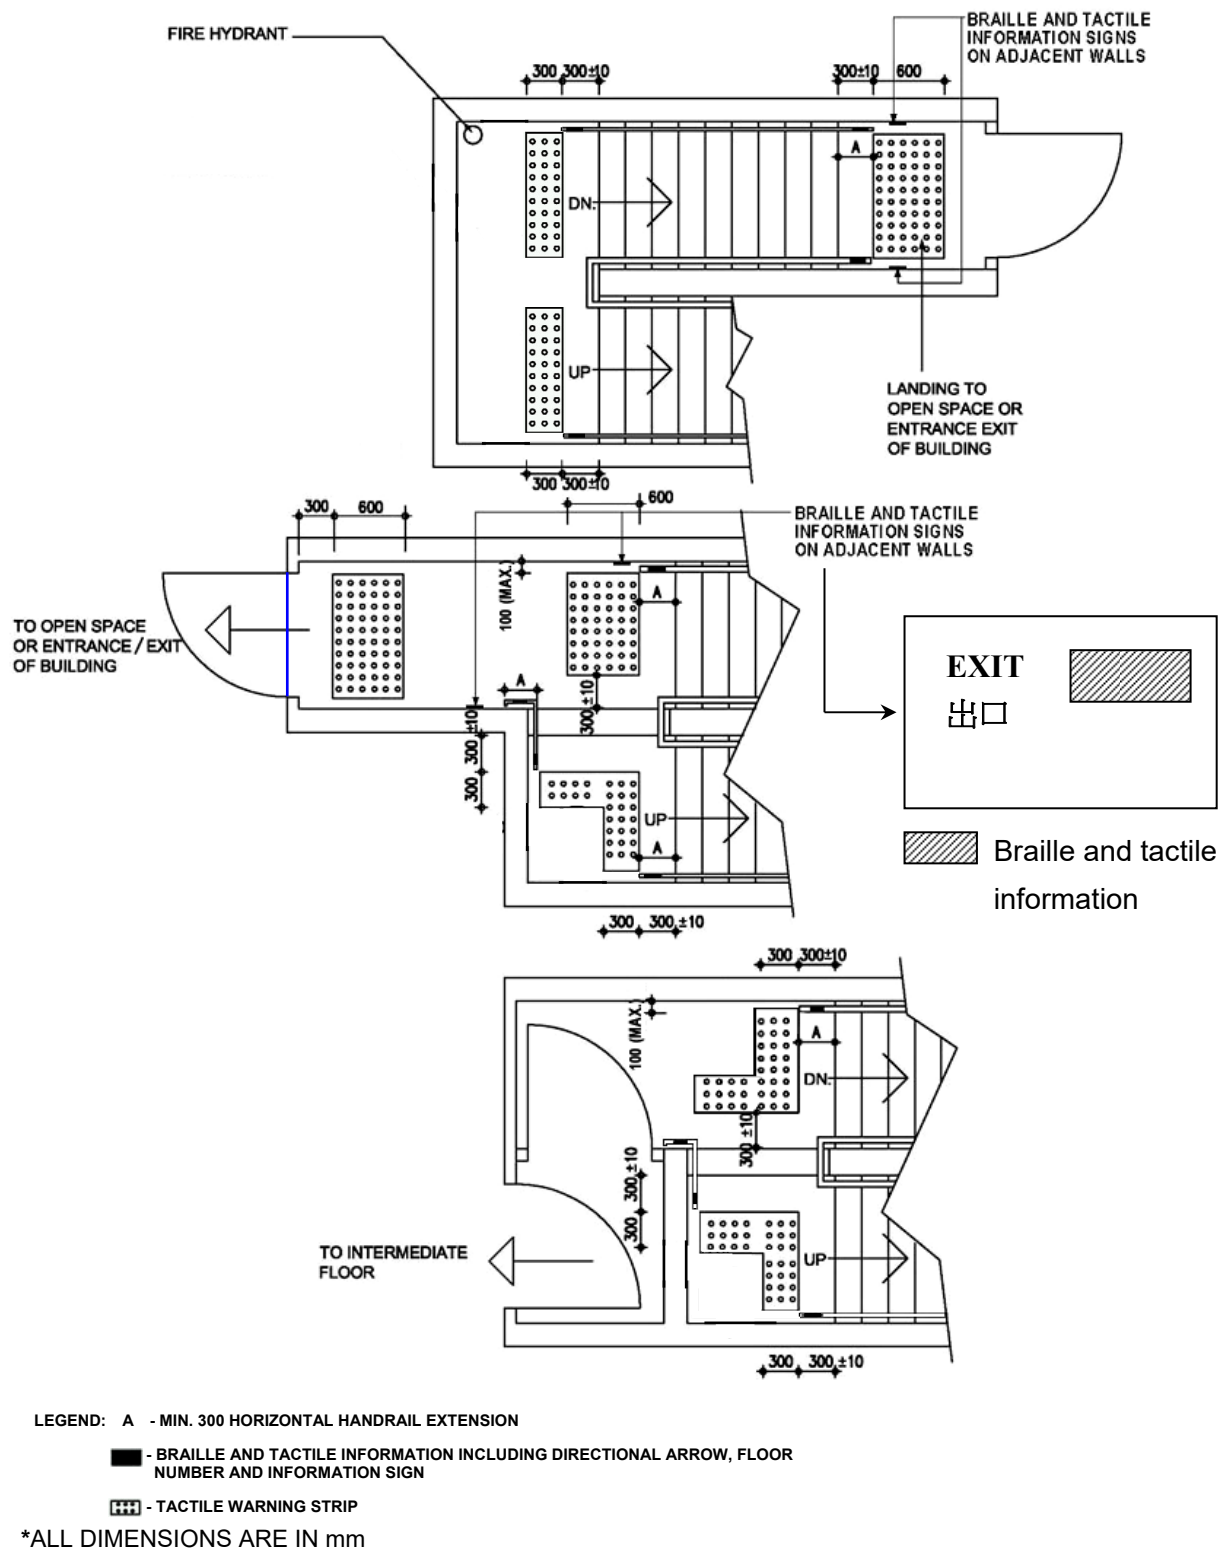 FIRE HYDRANT
BRAILLE AND TACTILE
INFORMATION SIGNS
ON ADJACENT WALLS
300 300±10
300±10 600
A
DN.
UP
LANDING TO
OPEN SPACE OR
ENTRANCE EXIT
OF BUILDING
300 300±10
300 600
600
BRAILLE AND TACTILE
INFORMATION SIGNS
ON ADJACENT WALLS
100 (MAX.)
A
TO OPEN SPACE
OR ENTRANCE / EXIT
OF BUILDING
A
300 ±10
300 ±10
300
UP
A
300 300 ±10
EXIT
出口
Braille and tactile
information
300 300±10
100 (MAX.)
A
DN.
300 ±10
300 ±10
300
UP
TO INTERMEDIATE
FLOOR
300 300 ±10
LEGEND: A - MIN. 300 HORIZONTAL HANDRAIL EXTENSION
- BRAILLE AND TACTILE INFORMATION INCLUDING DIRECTIONAL ARROW, FLOOR
NUMBER AND INFORMATION SIGN
- TACTILE WARNING STRIP
*ALL DIMENSIONS ARE IN mm